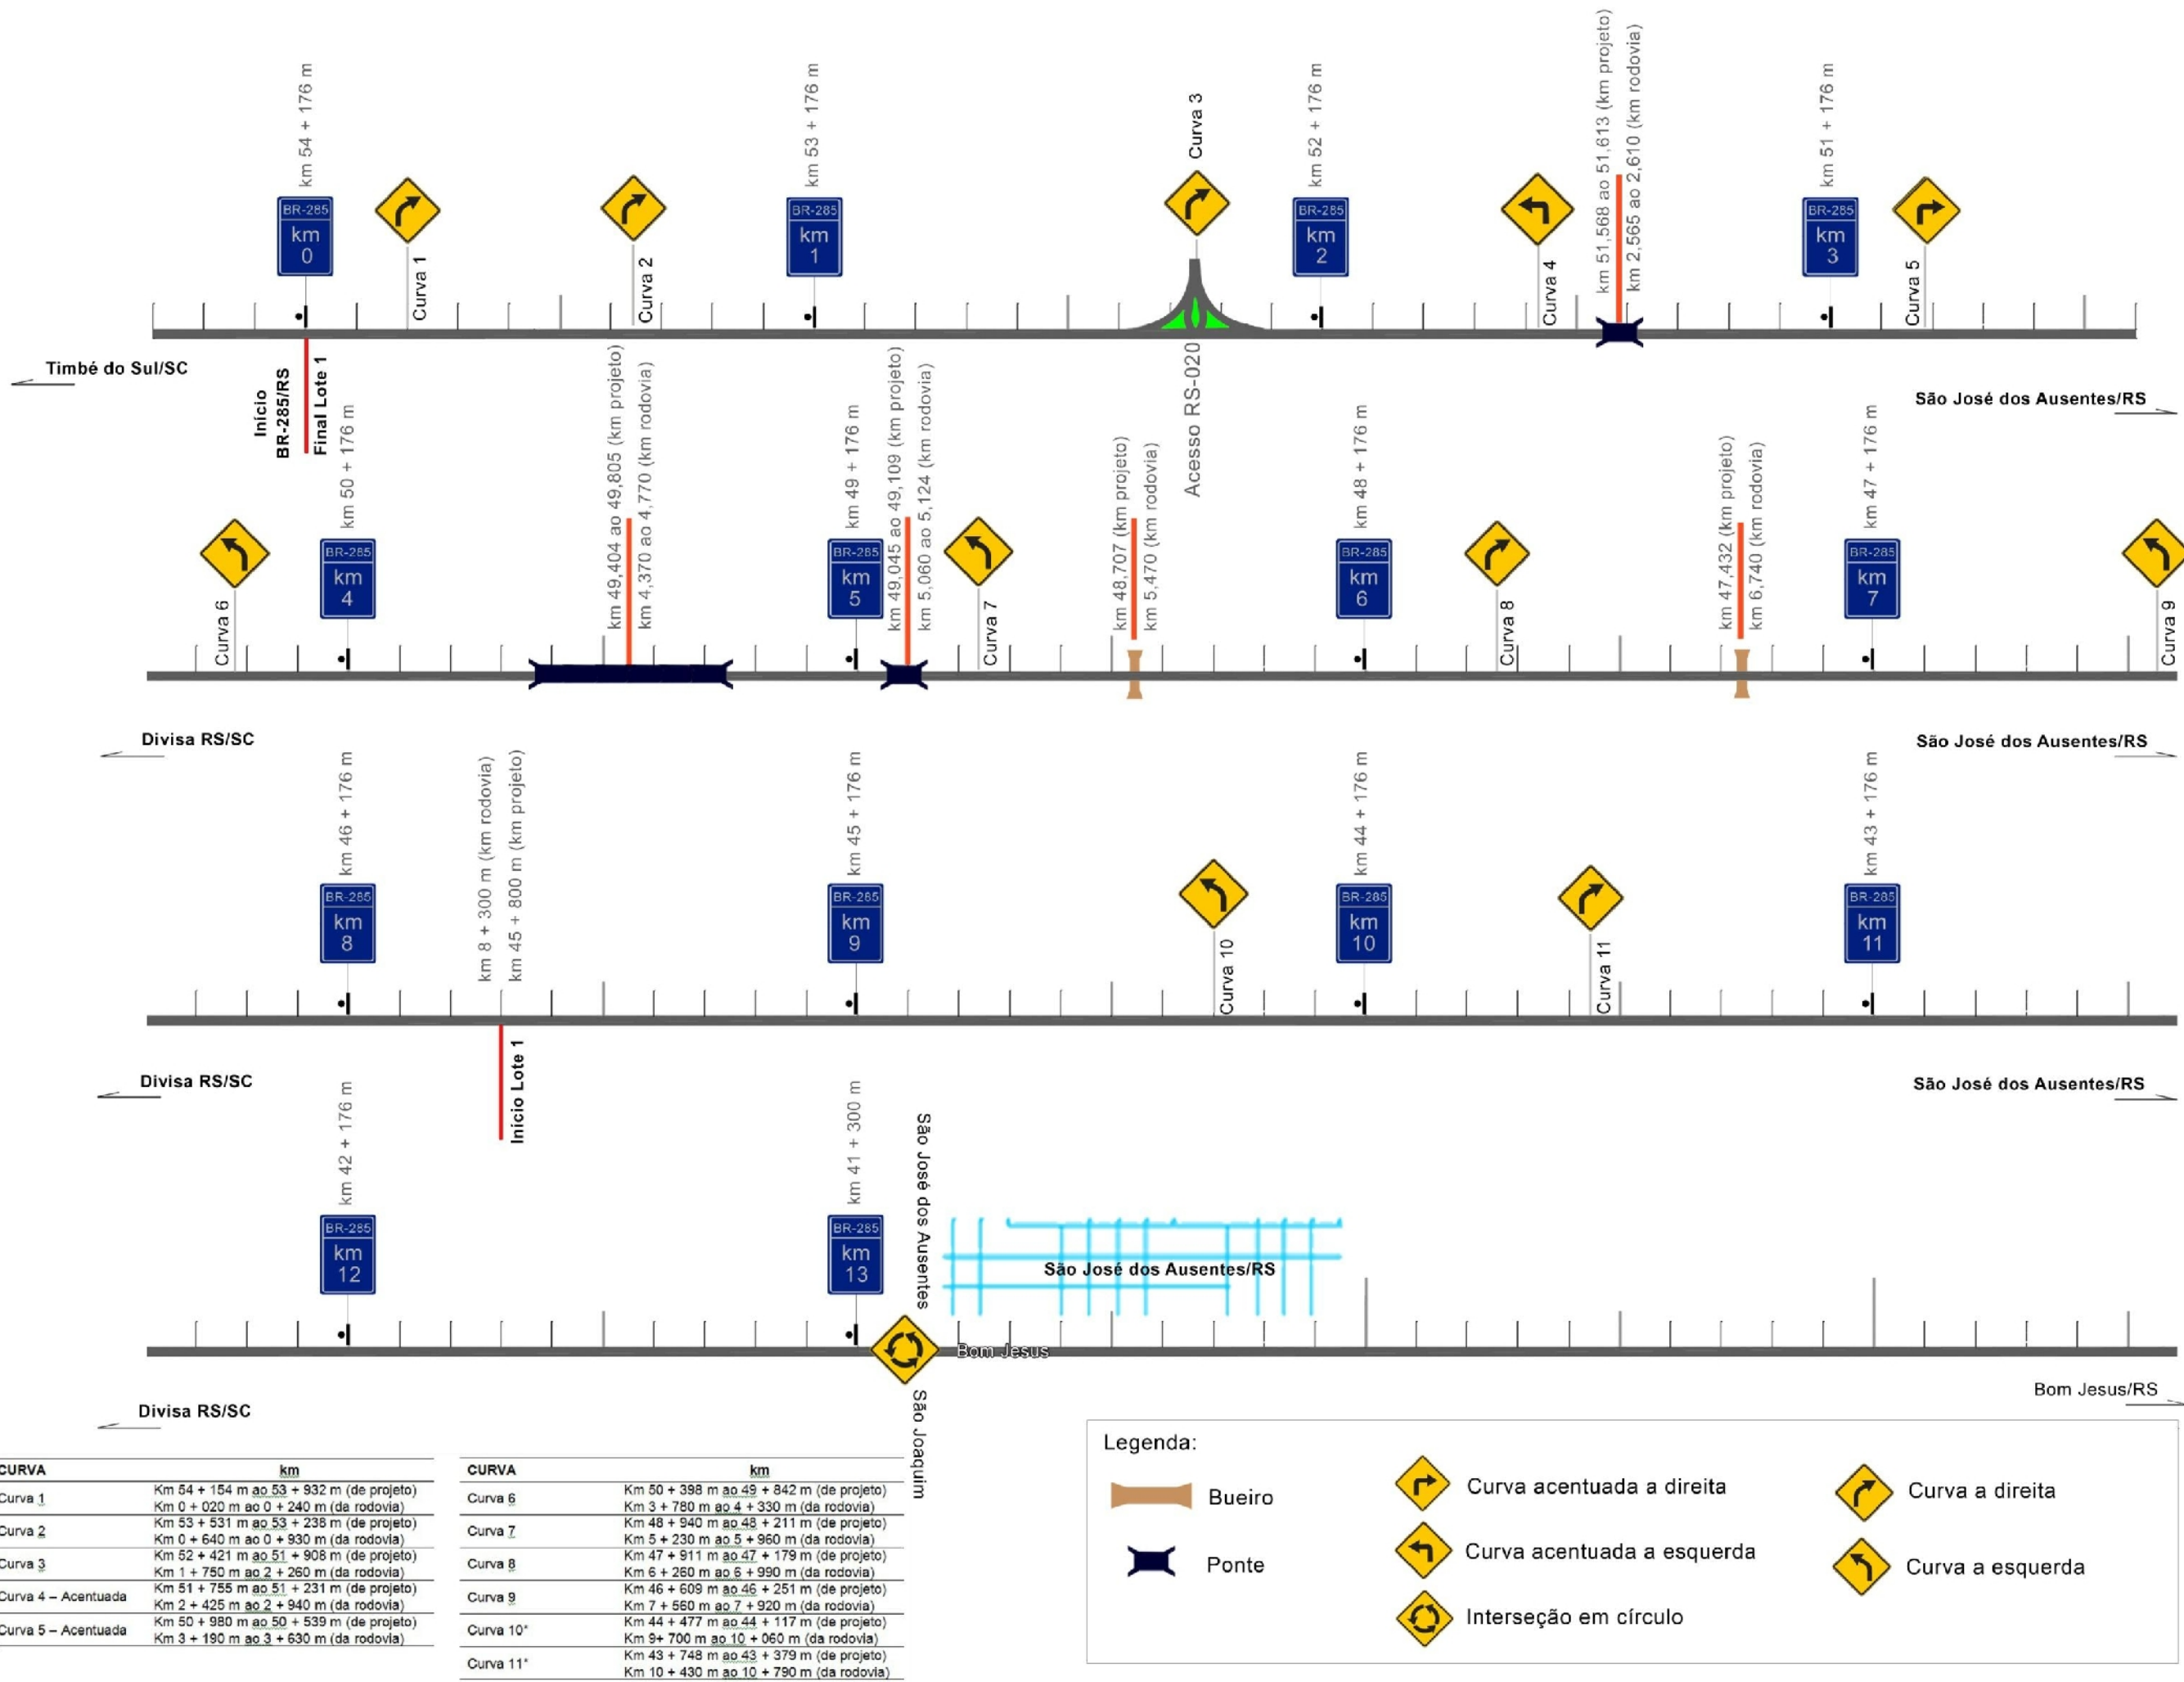 km 54 + 176 m
km 53 + 176 m
Curva 3
km 52 + 176 m
km 51,568 ao 51,613 (km projeto)
km 2,565 ao 2,610 (km rodovia)
km 51 + 176 m
BR-285
km
0
Curva 1
Curva 2
BR-285
km
1
BR-285
km
2
Curva 4
BR-285
km
3
Curva 5
Timbé do Sul/SC
Início
BR-285/RS
Final Lote 1
Acesso RS-020
São José dos Ausentes/RS
Curva 6
km 50 + 176 m
BR-285
km
4
km 49,404 ao 49,805 (km projeto)
km 4,370 ao 4,770 (km rodovia)
km 49 + 176 m
BR-285
km
5
km 49,045 ao 49,109 (km projeto)
km 5,060 ao 5,124 (km rodovia)
Curva 7
km 48,707 (km projeto)
km 5,470 (km rodovia)
km 48 + 176 m
BR-285
km
6
Curva 8
km 47,432 (km projeto)
km 6,740 (km rodovia)
km 47 + 176 m
BR-285
km
7
Curva 9
Divisa RS/SC
São José dos Ausentes/RS
km 46 + 176 m
BR-285
km
8
km 8 + 300 m (km rodovia)
km 45 + 800 m (km projeto)
km 45 + 176 m
BR-285
km
9
Curva 10
km 44 + 176 m
BR-285
km
10
Curva 11
km 43 + 176 m
BR-285
km
11
Divisa RS/SC
Início Lote 1
São José dos Ausentes/RS
km 42 + 176 m
BR-285
km
12
km 41 + 300 m
BR-285
km
13
São José dos Ausentes
São José dos Ausentes/RS
Bom Jesus
São Joaquim
Divisa RS/SC
Bom Jesus/RS
CURVA km
Curva 1
Km 54 + 154 m ao 53 + 932 m (de projeto)
Km 0 + 020 m ao 0 + 240 m (da rodovia)
Curva 2
Km 53 + 531 m ao 53 + 238 m (de projeto)
Km 0 + 640 m ao 0 + 930 m (da rodovia)
Curva 3
Km 52 + 421 m ao 51 + 908 m (de projeto)
Km 1 + 750 m ao 2 + 260 m (da rodovia)
Curva 4 – Acentuada
Km 51 + 755 m ao 51 + 231 m (de projeto)
Km 2 + 425 m ao 2 + 940 m (da rodovia)
Curva 5 – Acentuada
Km 50 + 980 m ao 50 + 539 m (de projeto)
Km 3 + 190 m ao 3 + 630 m (da rodovia)
CURVA km
Curva 6
Km 50 + 398 m ao 49 + 842 m (de projeto)
Km 3 + 780 m ao 4 + 330 m (da rodovia)
Curva 7
Km 48 + 940 m ao 48 + 211 m (de projeto)
Km 5 + 230 m ao 5 + 960 m (da rodovia)
Curva 8
Km 47 + 911 m ao 47 + 179 m (de projeto)
Km 6 + 260 m ao 6 + 990 m (da rodovia)
Curva 9
Km 46 + 609 m ao 46 + 251 m (de projeto)
Km 7 + 560 m ao 7 + 920 m (da rodovia)
Curva 10*
Km 44 + 477 m ao 44 + 117 m (de projeto)
Km 9+ 700 m ao 10 + 060 m (da rodovia)
Curva 11*
Km 43 + 748 m ao 43 + 379 m (de projeto)
Km 10 + 430 m ao 10 + 790 m (da rodovia)
Legenda:
Bueiro
Ponte
Curva acentuada a direita
Curva acentuada a esquerda
Interseção em círculo
Curva a direita
Curva a esquerda